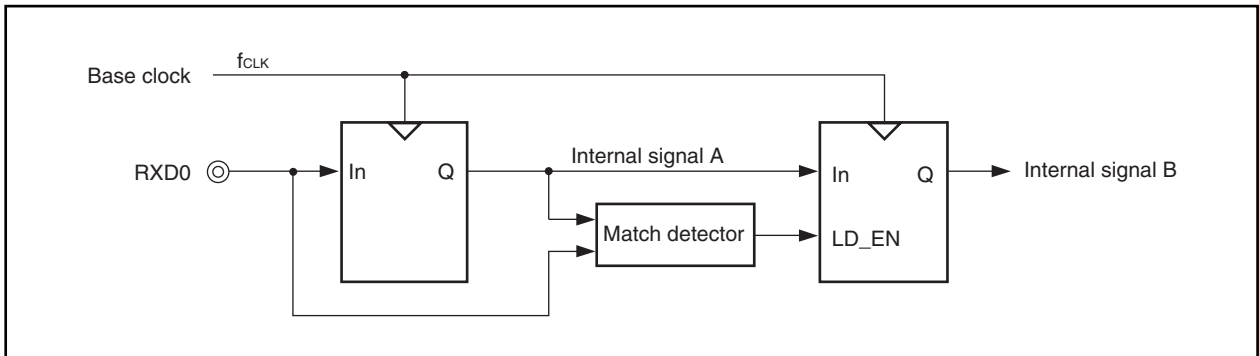 Base clock
fCLK
RXD0
In
Q
Internal signal A
In
Q
Internal signal B
Match detector
LD_EN